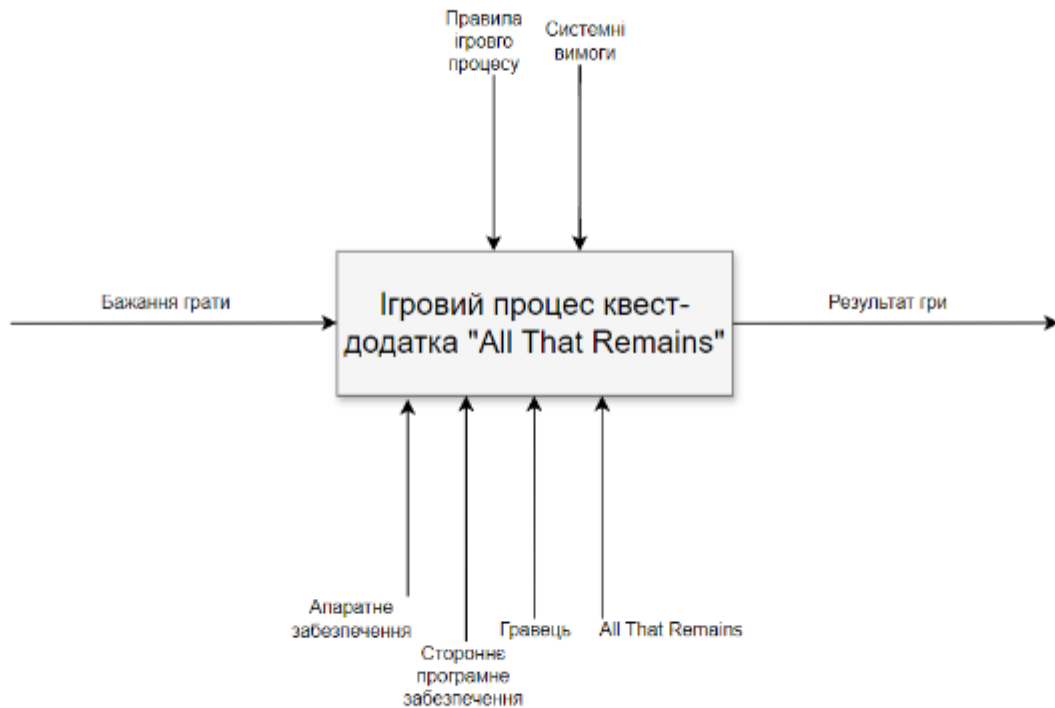 Правила
ігровго
процесу
Системні
вимоги
Бажання грати
Ігровий процес квест-
додатка "All That Remains"
Результат гри
Апаратне
забезпечення
Стороннє
програмне
забезпечення
Гравець
All That Remains